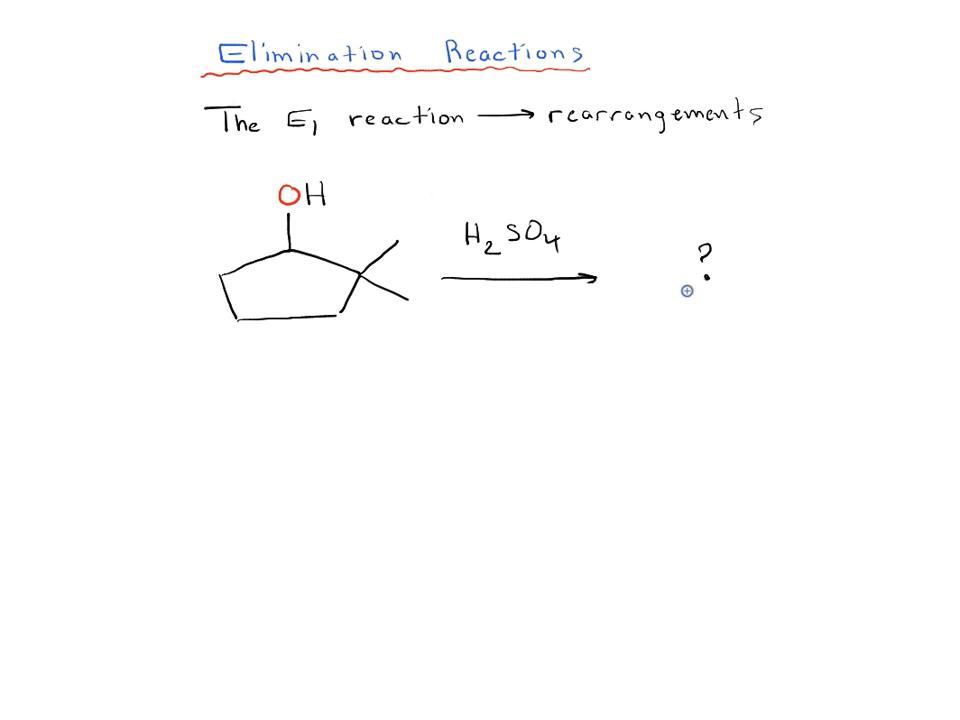 Elimination Reactions
The E1 reaction → rearrangements
OH
H2SO4
?